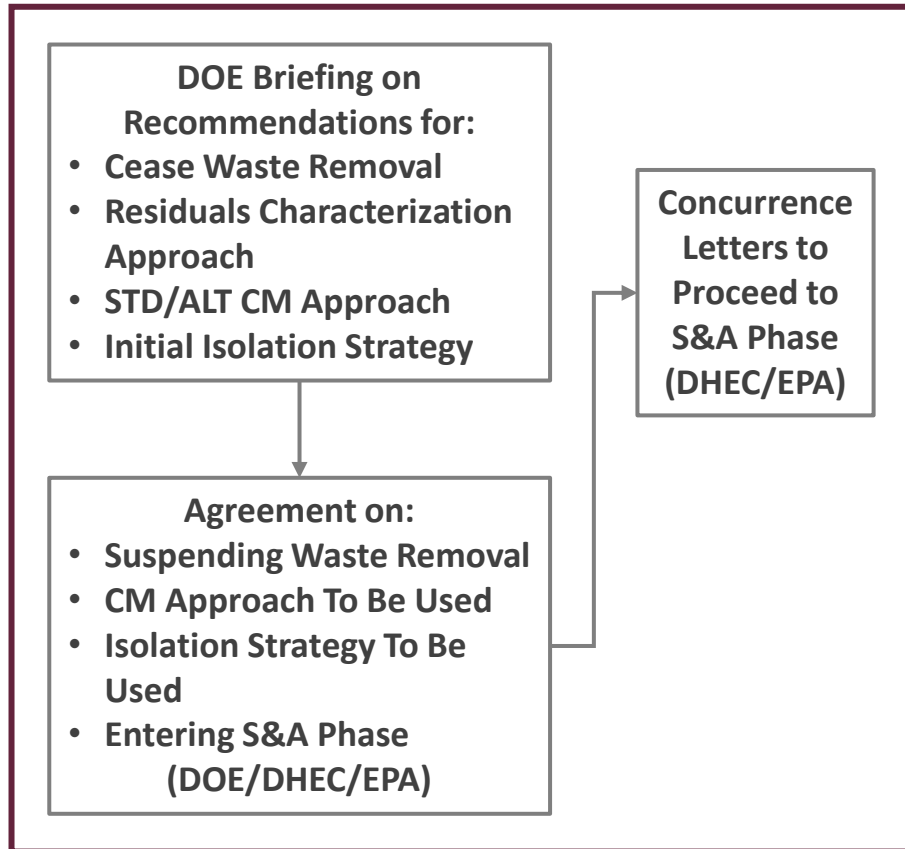 DOE Briefing on
Recommendations for:
• Cease Waste Removal
• Residuals Characterization
Approach
• STD/ALT CM Approach
• Initial Isolation Strategy
Agreement on:
• Suspending Waste Removal
• CM Approach To Be Used
• Isolation Strategy To Be
Used
• Entering S&A Phase
(DOE/DHEC/EPA)
Concurrence
Letters to
Proceed to
S&A Phase
(DHEC/EPA)